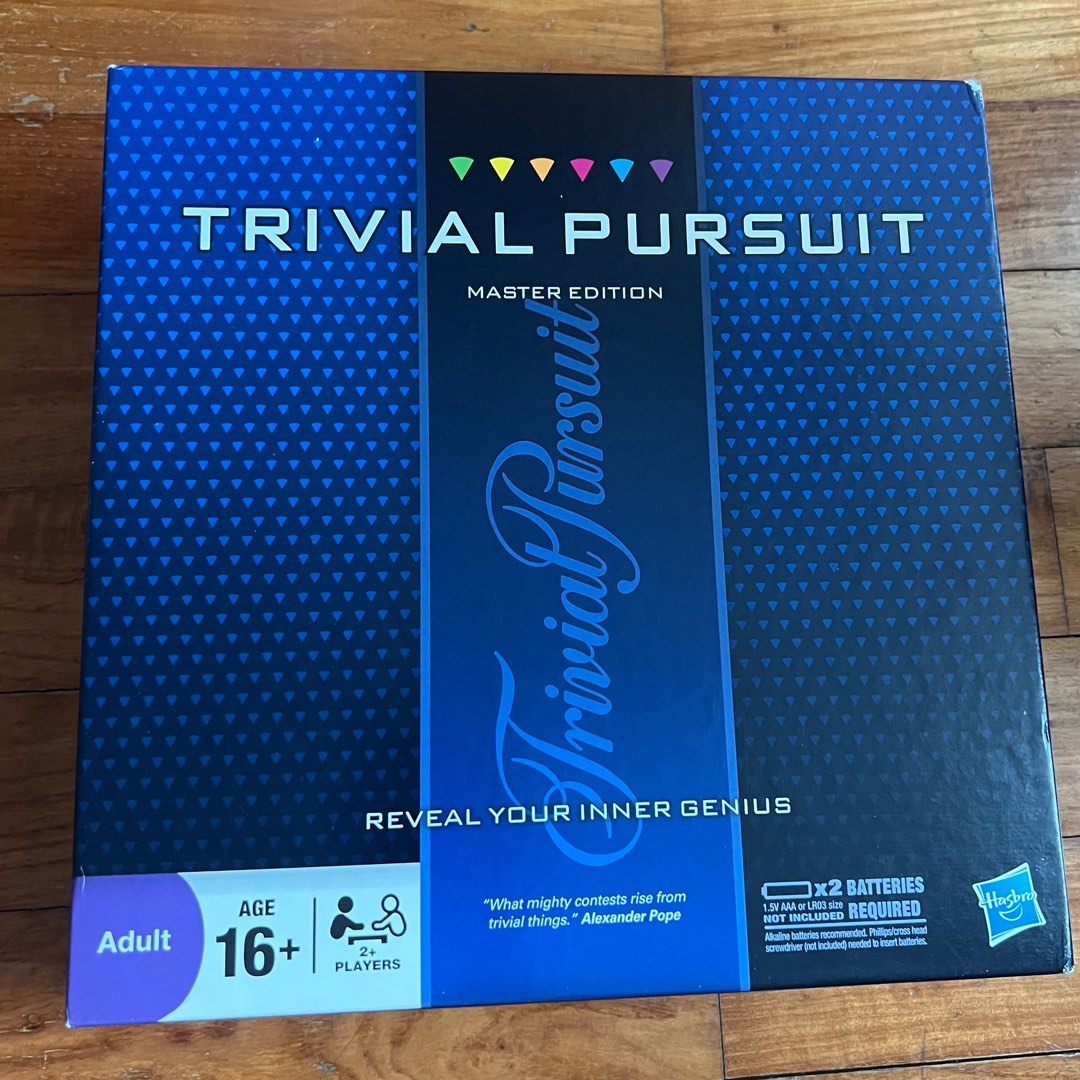 TRIVIAL PURSUIT
MASTER EDITION
Trivial Pursuit
REVEAL YOUR INNER GENIUS
"What mighty contests rise from
trivial things." Alexander Pope
Adult
AGE
16+
2+
PLAYERS
x2 BATTERIES
1.5V AAA or LR03 size
NOT INCLUDED REQUIRED
Alkaline batteries recommended. Phillips/cross head
screwdriver (not included) needed to insert batteries.
Hasbro